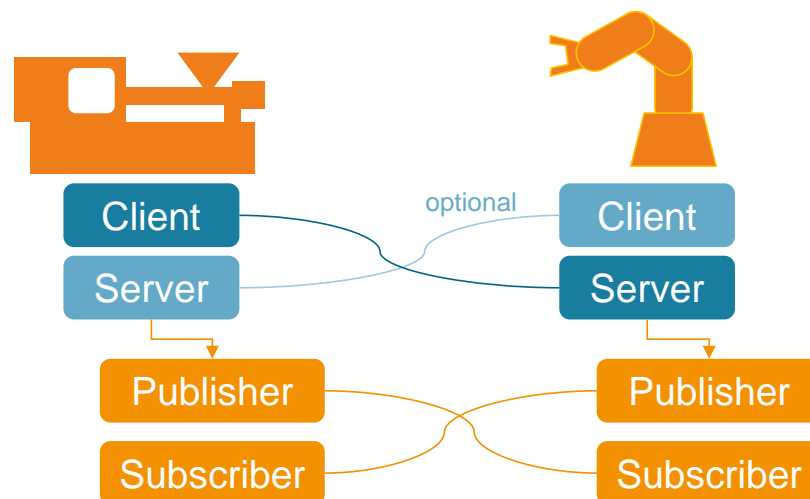 optional
Client
Client
Server
Server
Publisher
Publisher
Subscriber
Subscriber